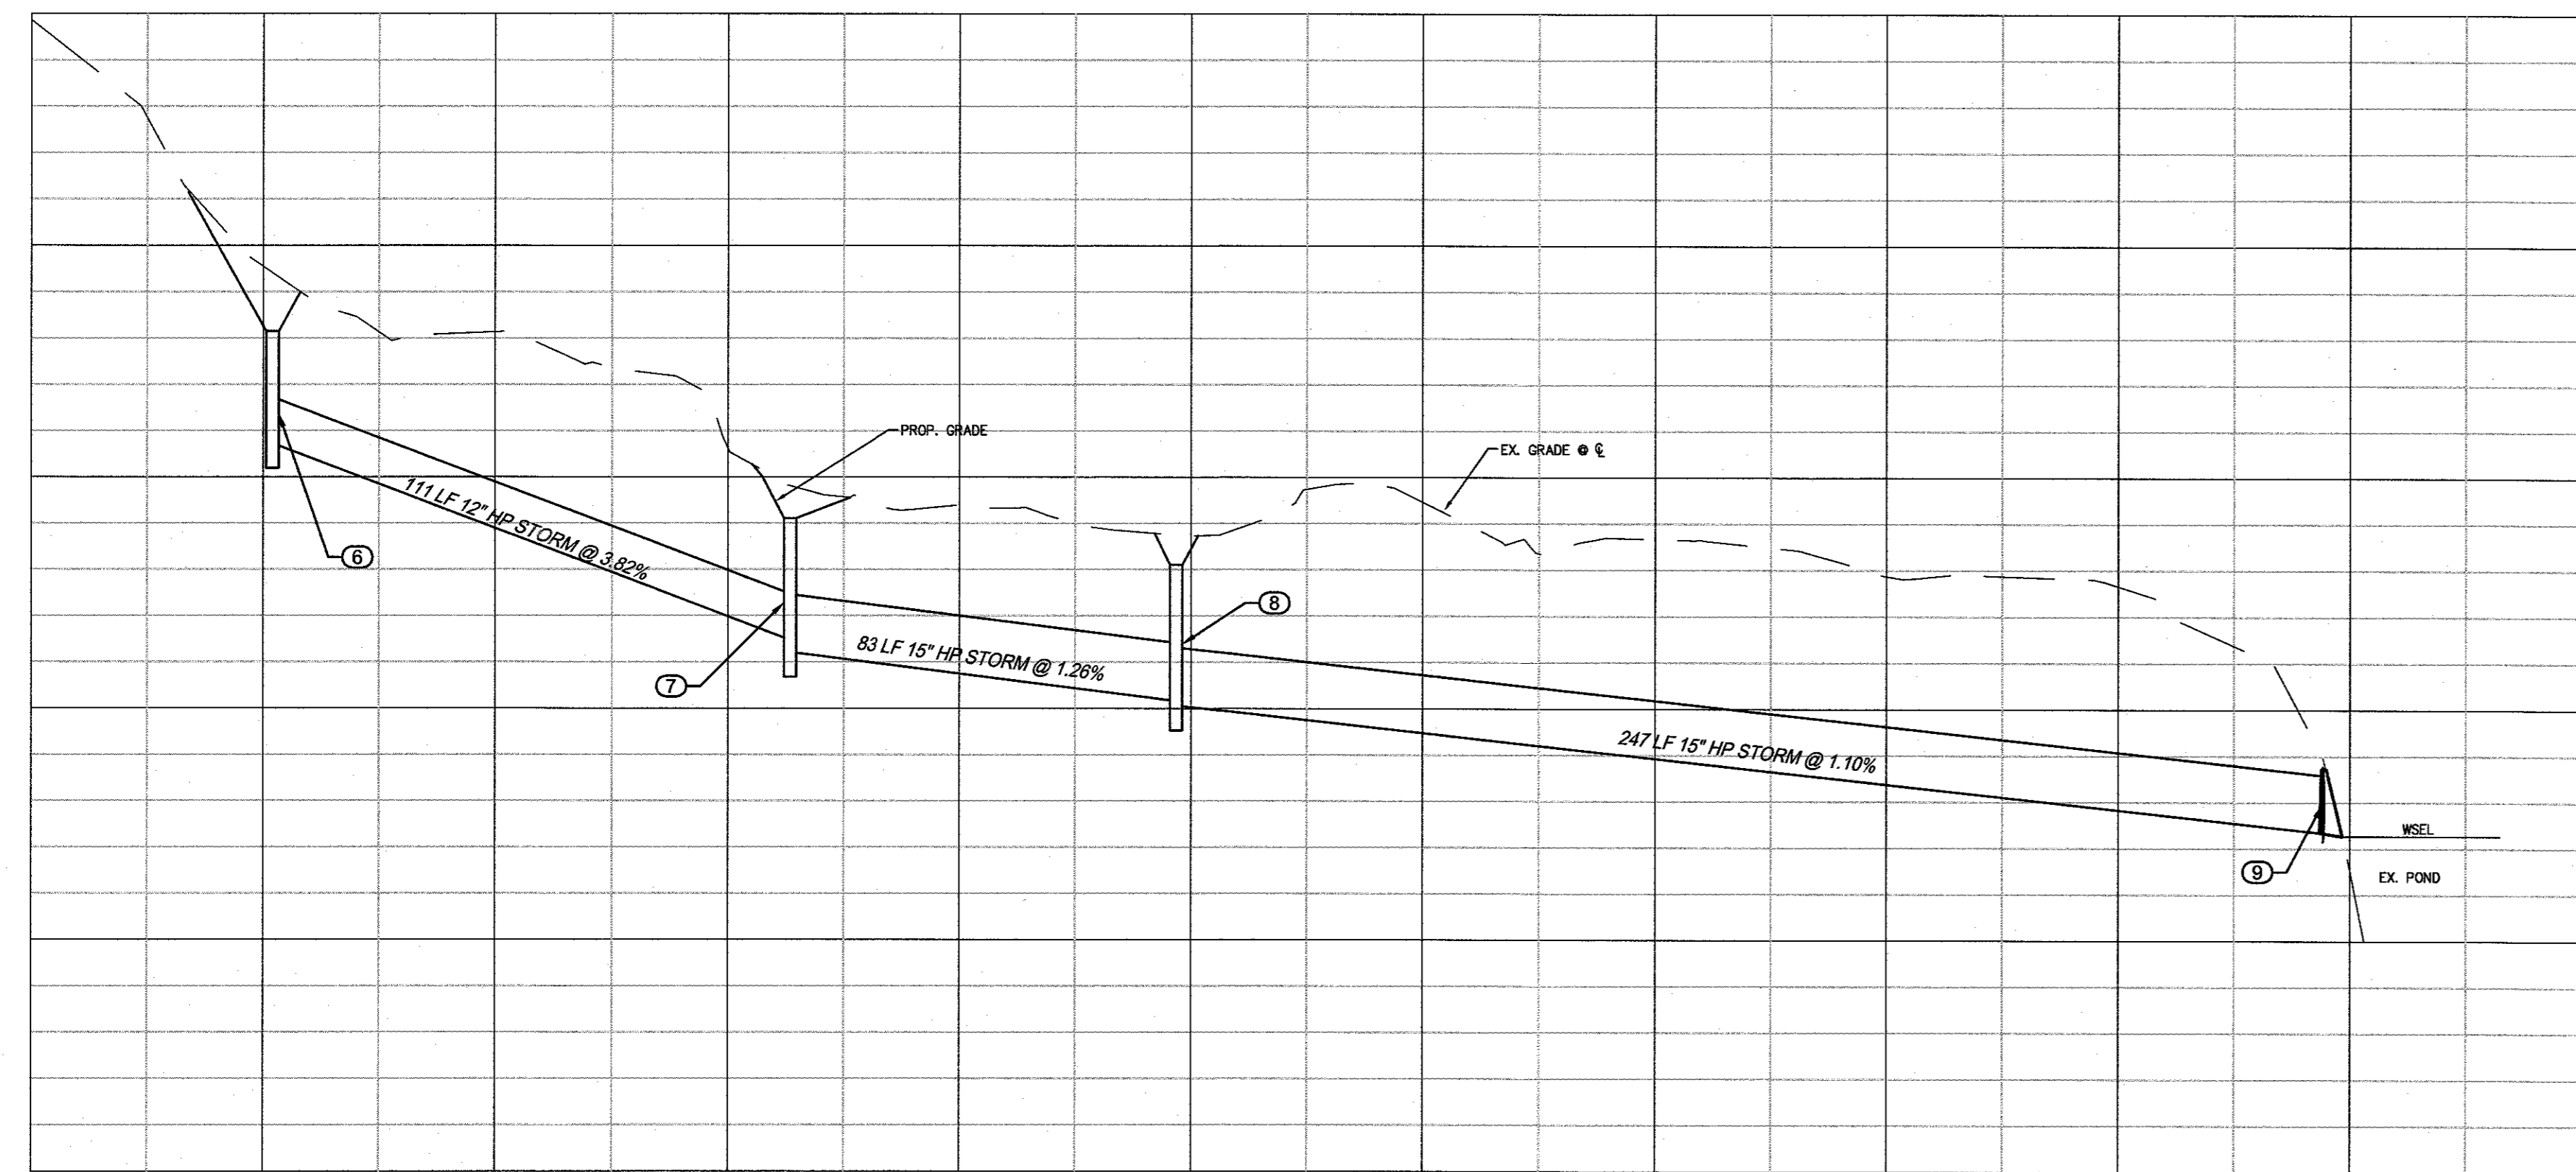 PROP. GRADE
EX. GRADE @ ℄
111 LF 12" HP STORM @ 3.82%
6
8
83 LF 15" HP STORM @ 1.26%
7
247 LF 15" HP STORM @ 1.10%
WSEL
9
EX. POND